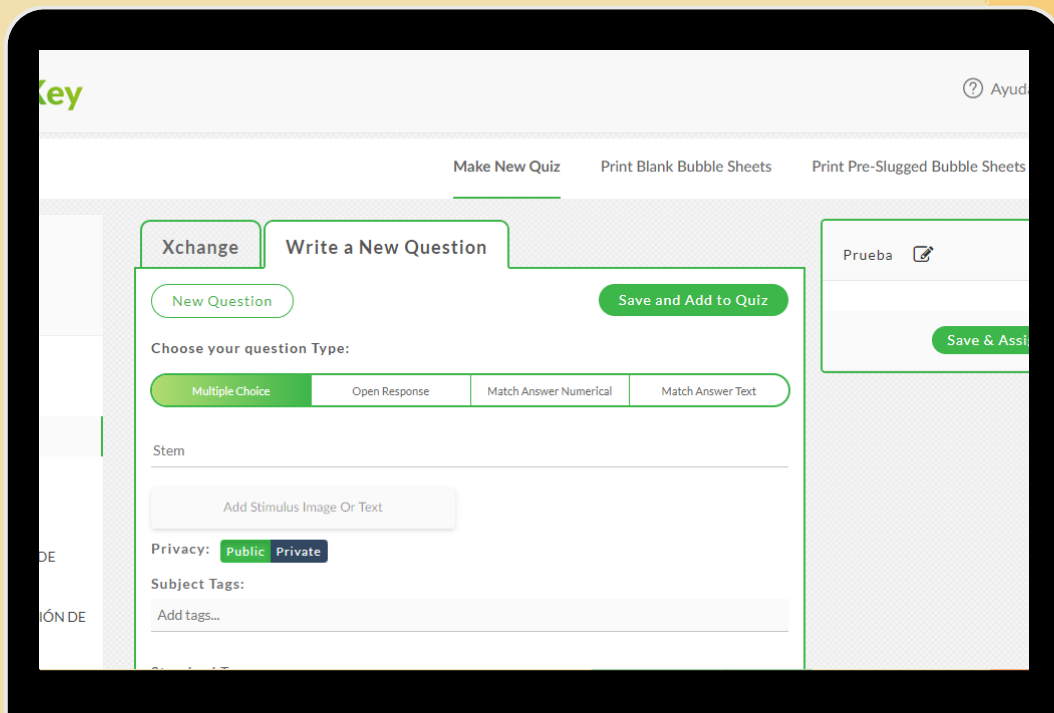 Key
Ayuda
Make New Quiz
Print Blank Bubble Sheets
Print Pre-Slugged Bubble Sheets
Xchange
Write a New Question
New Question
Save and Add to Quiz
Choose your question Type:
Multiple Choice
Open Response
Match Answer Numerical
Match Answer Text
Stem
Add Stimulus Image Or Text
Privacy:
Public
Private
Subject Tags:
Add tags...
Prueba
Save & Assi
DE
IÓN DE